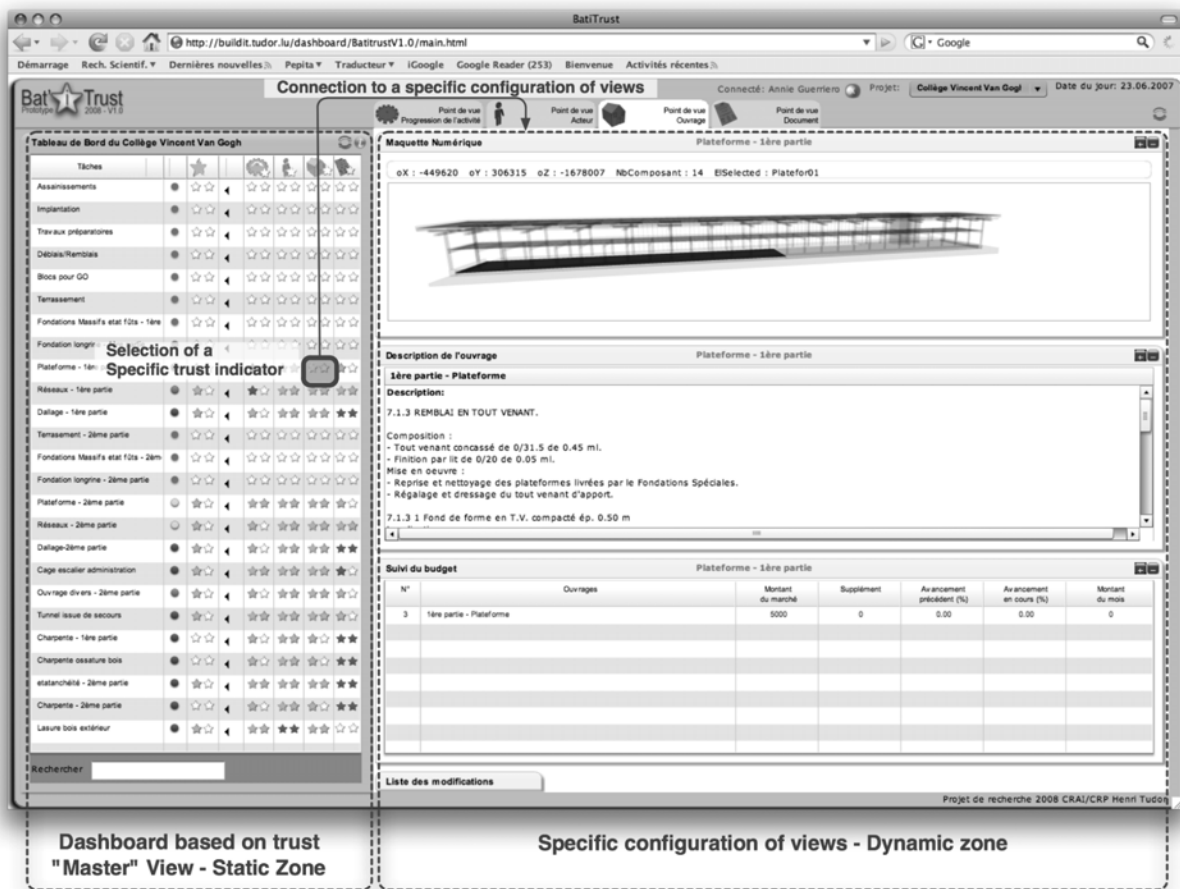 BatiTrust
http://buildit.tudor.lu/dashboard/BatitrustV1.0/main.html
Google
Démarrage Rech. Scientif. Dernières nouvelles Pepita Traducteur iGoogle Google Reader (253) Bienvenue Activités récentes
Connection to a specific configuration of views
Bat'i Trust
Prototype 2008 - V1.0
Connecté: Annie Guerriero Projet: Collège Vincent Van Gogl Date du jour: 23.06.2007
Point de vue Progression de l'activité
Point de vue Acteur
Point de vue Ouvrage
Point de vue Document
Tableau de Bord du Collège Vincent Van Gogh
Tâches
Assainissements
Implantation
Travaux préparatoires
Déblais/Remblais
Blocs pour GO
Terrassement
Fondations Massifs etat fûts - 1ère
Fondation longrine
Selection of a
Specific trust indicator
Plateforme - 1ère
Réseaux - 1ère partie
Dallage - 1ère partie
Terrasement - 2ème partie
Fondations Massifs etat fûts - 2èm
Fondation longrine - 2ème partie
Plateforme - 2ème partie
Réseaux - 2ème partie
Dallage-2ème partie
Cage escalier administration
Ouvrage divers - 2ème partie
Tunnel issue de secours
Charpente - 1ère partie
Charpente ossature bois
etatanchéité - 2ème partie
Charpente - 2ème partie
Lasure bois extérieur
Rechercher
Maquette Numérique Plateforme - 1ère partie
oX : -449620 oY : 306315 oZ : -1678007 NbComposant : 14 ElSelected : Platefor01
Description de l'ouvrage Plateforme - 1ère partie
1ère partie - Plateforme
Description:
7.1.3 REMBLAI EN TOUT VENANT.
Composition :
- Tout venant concassé de 0/31.5 de 0.45 ml.
- Finition par lit de 0/20 de 0.05 ml.
Mise en oeuvre :
- Reprise et nettoyage des plateformes livrées par le Fondations Spéciales.
- Régalage et dressage du tout venant d'apport.
7.1.3 1 Fond de forme en T.V. compacté ép. 0.50 m
Suivi du budget Plateforme - 1ère partie
N° Ouvrages Montant du marché Supplément Avancement précédent (%) Avancement en cours (%) Montant du mois
3 1ère partie - Plateforme 5000 0 0.00 0.00 0
Liste des modifications
Projet de recherche 2008 CRAI/CRP Henri Tudor
Dashboard based on trust
"Master" View - Static Zone
Specific configuration of views - Dynamic zone